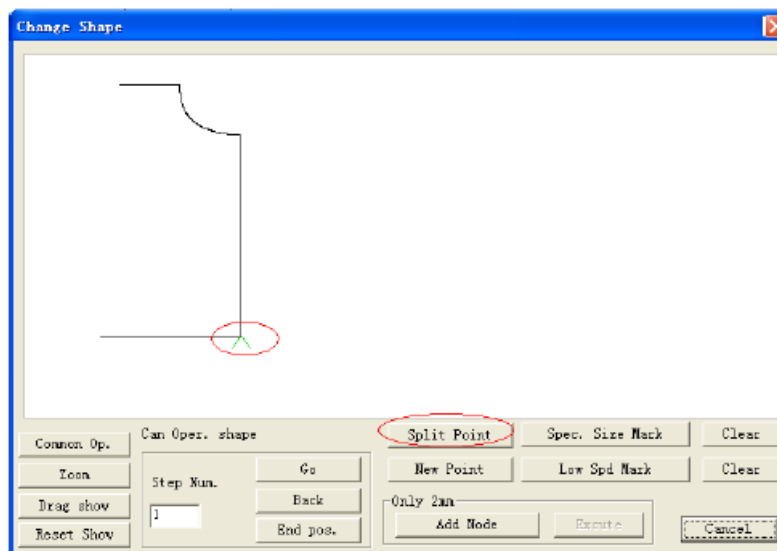 Change Shape
Common Op.
Zoom
Drag show
Reset Show
Can Oper. shape
Step Num.
1
Go
Back
End pos.
Split Point
Spec. Size Mark
Clear
New Point
Low Spd Mark
Clear
Only 2mm
Add Node
Excute
Cancel